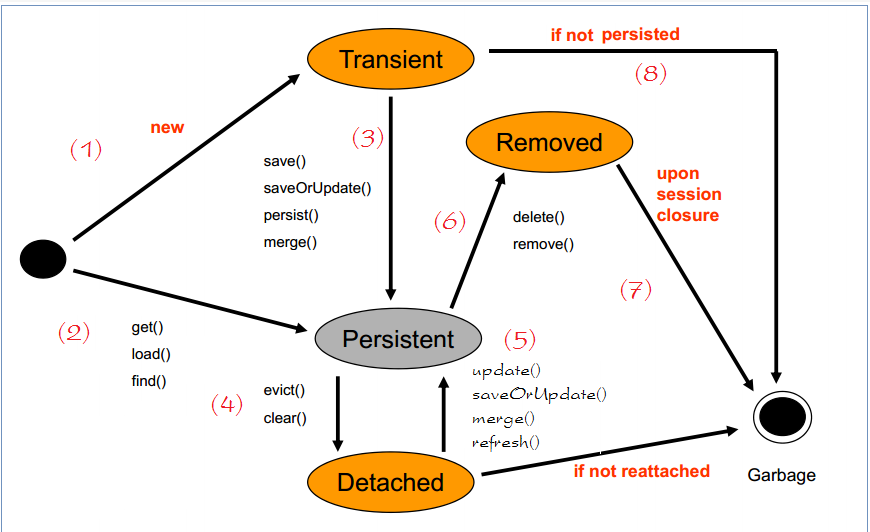 if not persisted
Transient
(8)
new
(1)
(3)
Removed
save()
saveOrUpdate()
persist()
merge()
upon
session
closure
(6)
delete()
remove()
(7)
(2)
get()
load()
find()
Persistent
(5)
update()
saveOrUpdate()
merge()
refresh()
(4)
evict()
clear()
Detached
if not reattached
Garbage